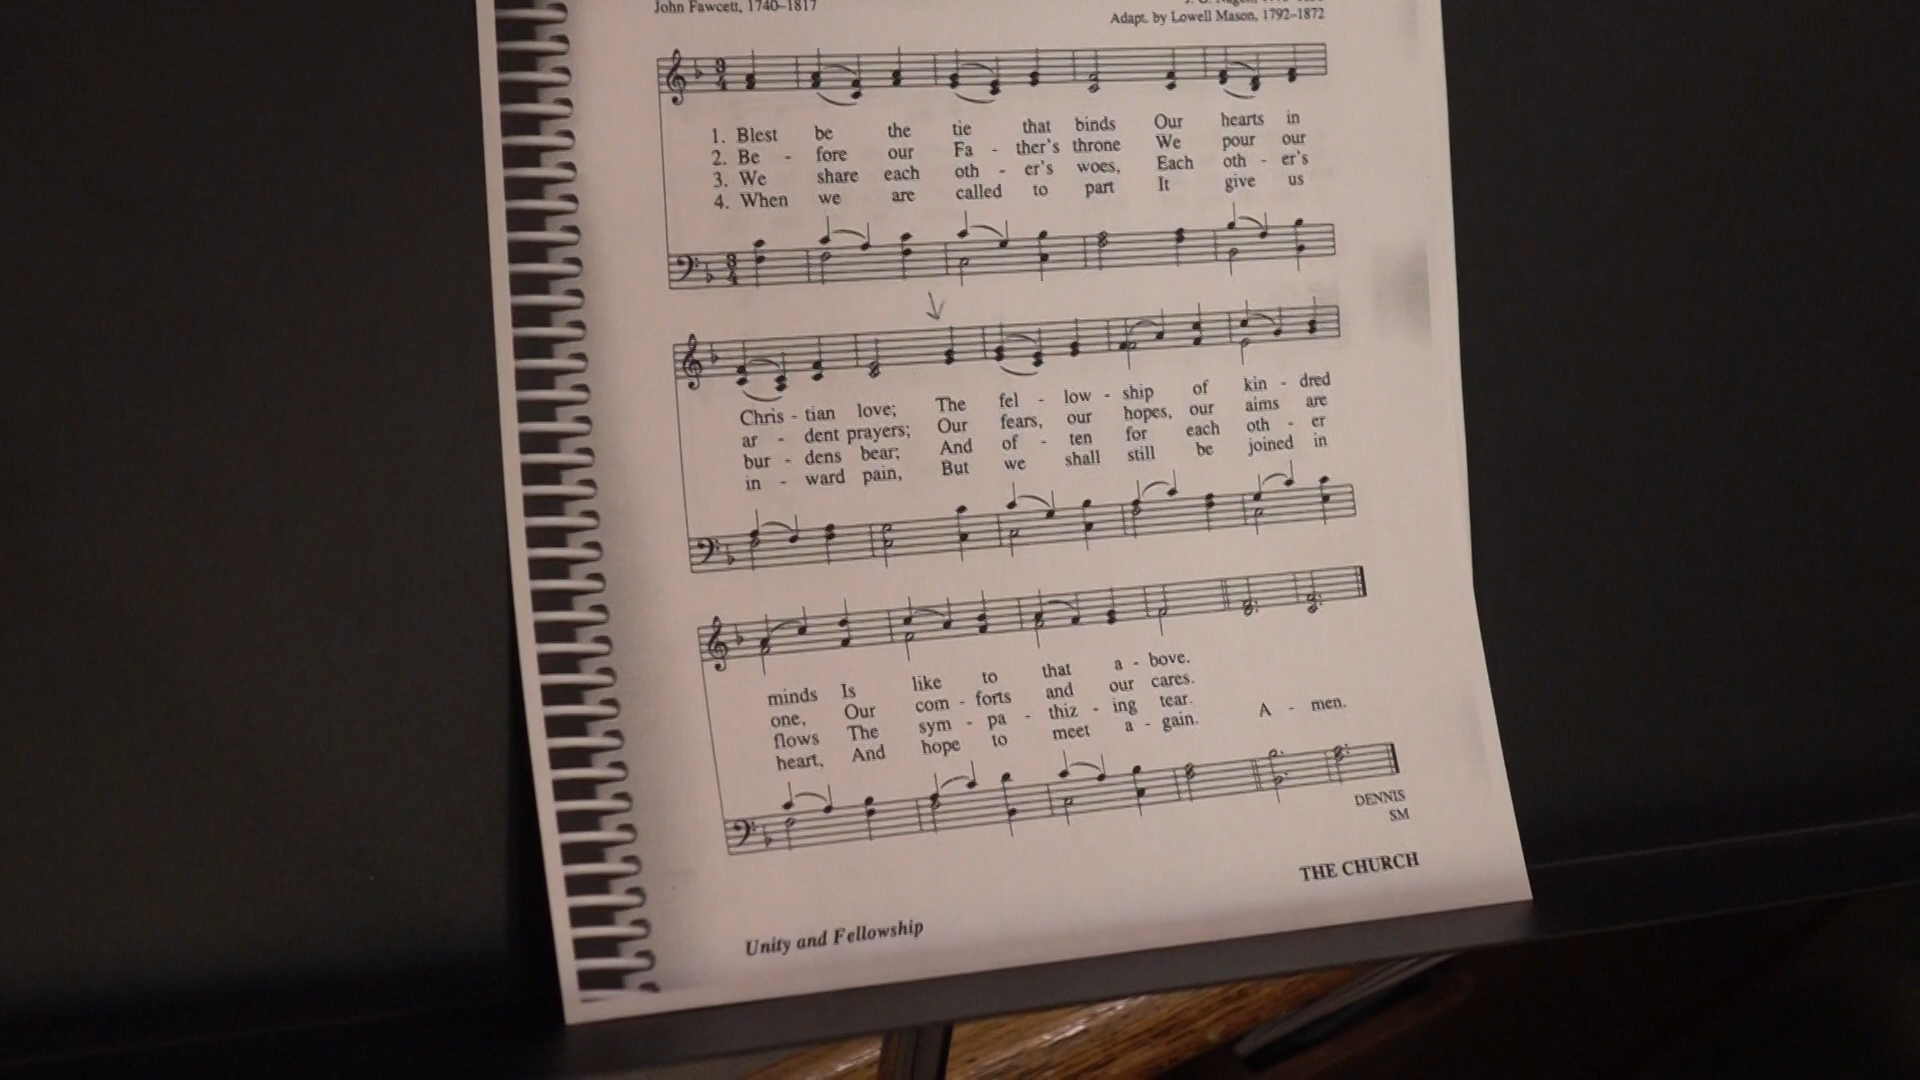 John Fawcett, 1740–1817
Adapt. by Lowell Mason, 1792–1872
1. Blest be the tie that binds Our hearts in
2. Be - fore our Fa - ther's throne We pour our
3. We share each oth - er's woes, Each oth - er's
4. When we are called to part It give us
Chris - tian love; The fel - low - ship of kin - dred
ar - dent prayers; Our fears, our hopes, our aims are
bur - dens bear; And of - ten for each oth - er
in - ward pain, But we shall still be joined in
minds Is like to that a - bove.
one, Our com - forts and our cares.
flows The sym - pa - thiz - ing tear.
heart, And hope to meet a - gain. A - men.
DENNIS
SM
THE CHURCH
Unity and Fellowship